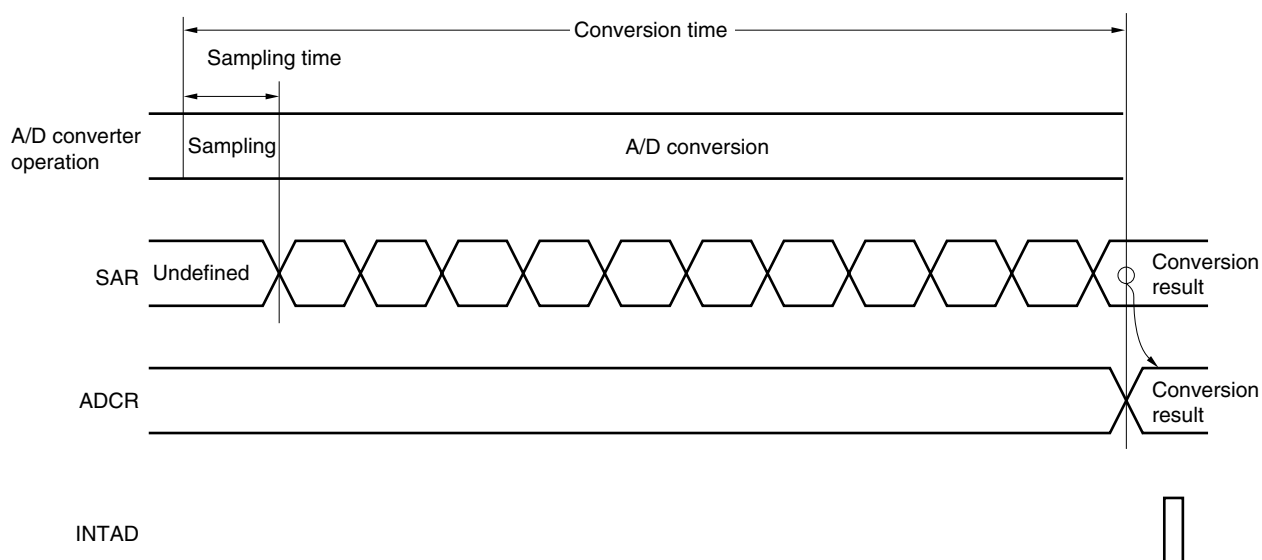 Conversion time
Sampling time
A/D converter
operation
Sampling
A/D conversion
SAR
Undefined
Conversion
result
ADCR
Conversion
result
INTAD